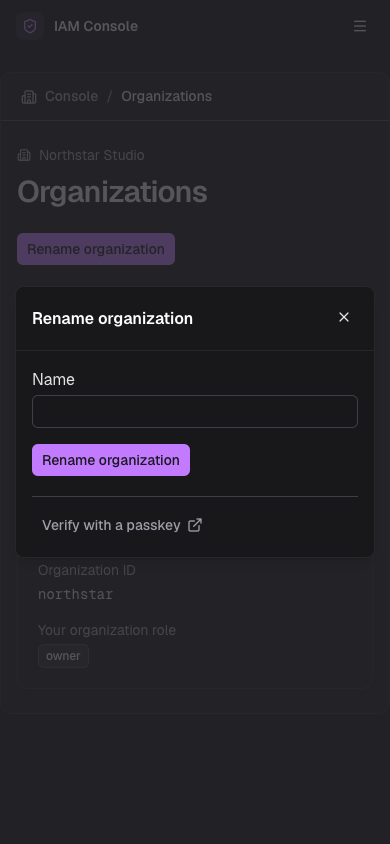 IAM Console
Console / Organizations
Northstar Studio
Organizations
Rename organization
Rename organization
Name
Rename organization
Verify with a passkey
Organization ID
northstar
Your organization role
owner